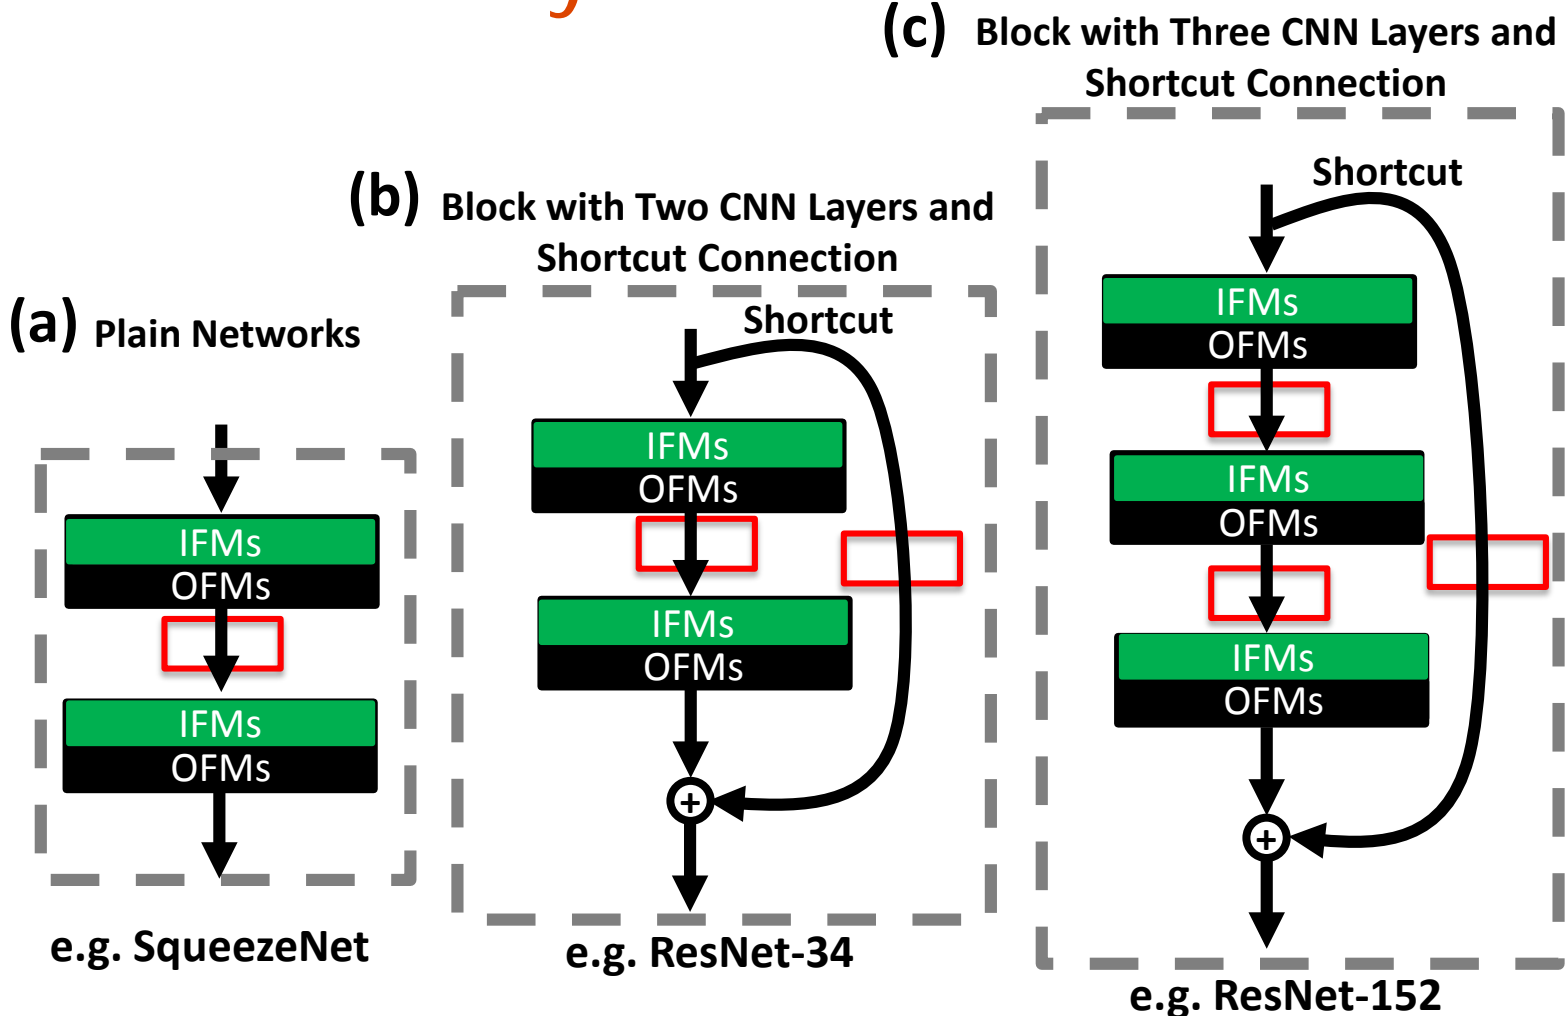 (a) Plain Networks
IFMs
OFMs
IFMs
OFMs
e.g. SqueezeNet
(b) Block with Two CNN Layers and
Shortcut Connection
Shortcut
IFMs
OFMs
IFMs
OFMs
+
e.g. ResNet-34
(c) Block with Three CNN Layers and
Shortcut Connection
Shortcut
IFMs
OFMs
IFMs
OFMs
IFMs
OFMs
+
e.g. ResNet-152